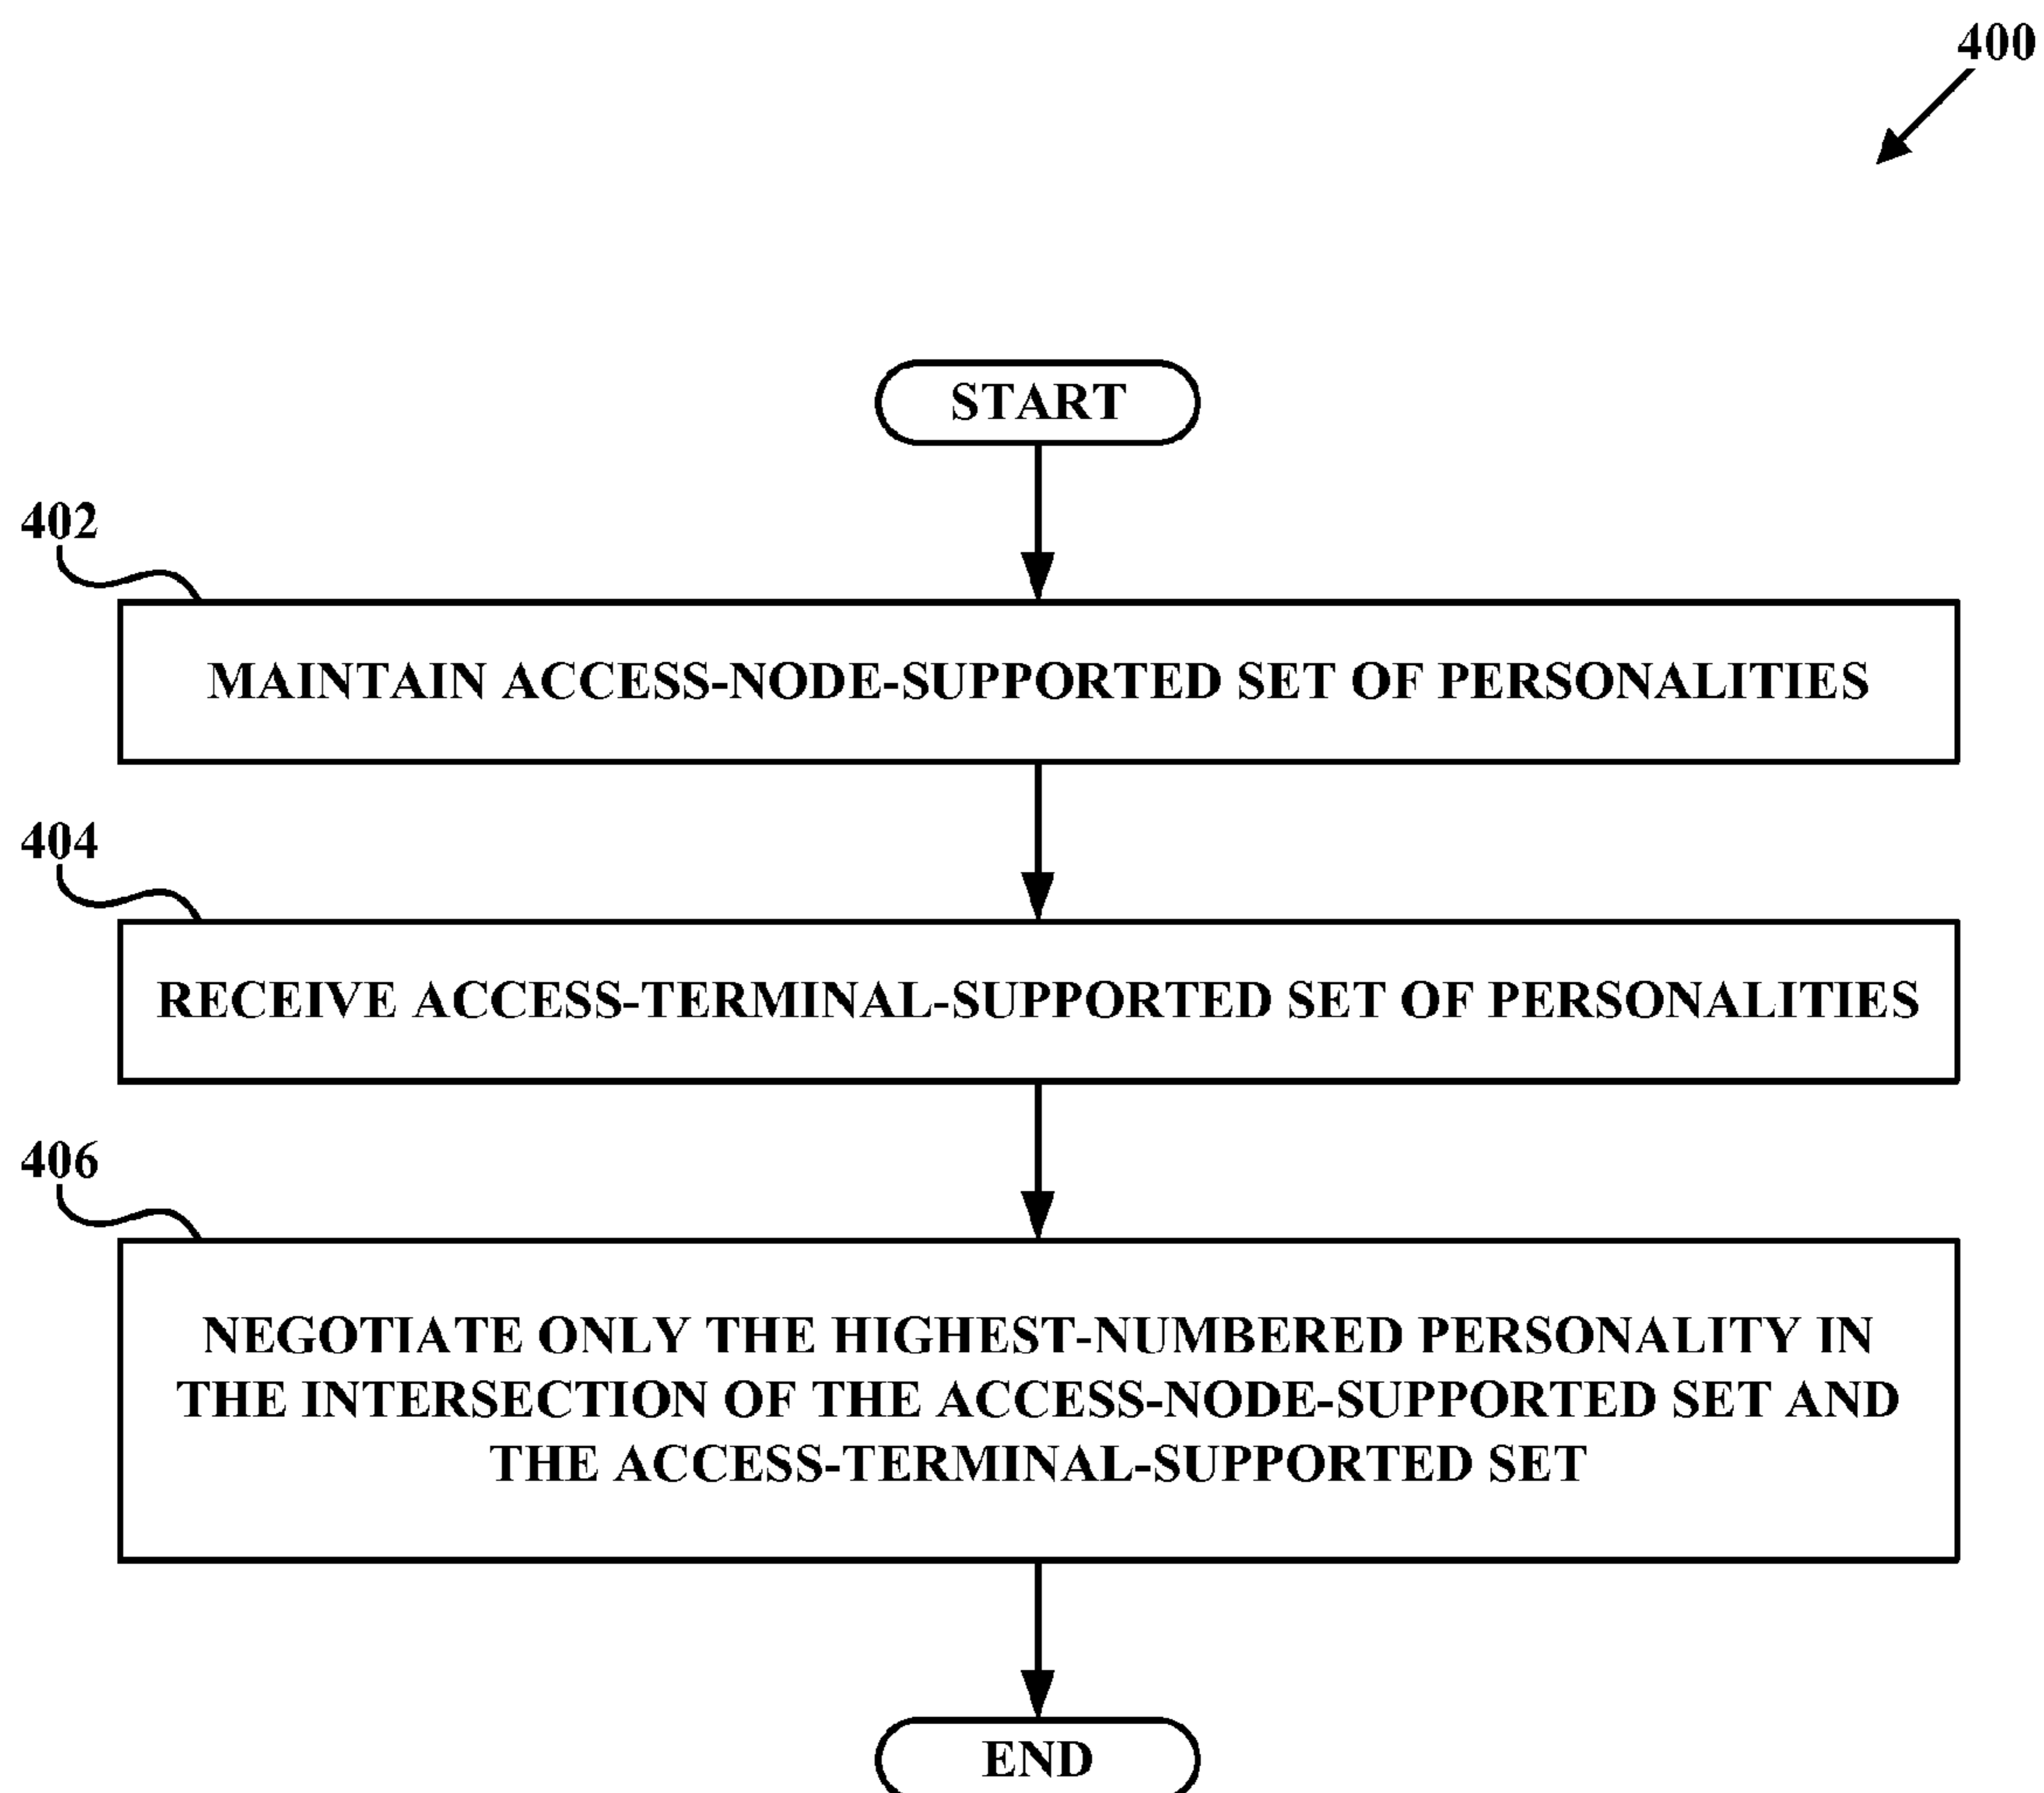 400
START
402
MAINTAIN ACCESS-NODE-SUPPORTED SET OF PERSONALITIES
404
RECEIVE ACCESS-TERMINAL-SUPPORTED SET OF PERSONALITIES
406
NEGOTIATE ONLY THE HIGHEST-NUMBERED PERSONALITY IN
THE INTERSECTION OF THE ACCESS-NODE-SUPPORTED SET AND
THE ACCESS-TERMINAL-SUPPORTED SET
END